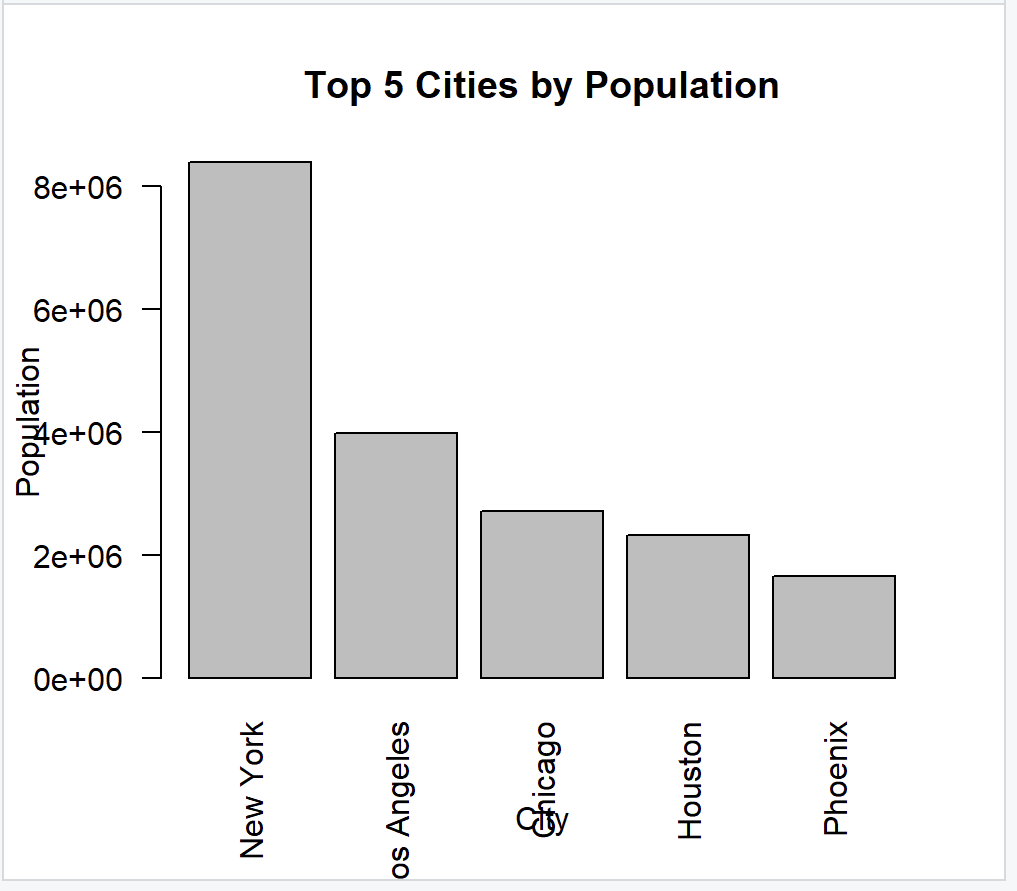 Top 5 Cities by Population
8e+06
6e+06
4e+06
2e+06
0e+00
Population
New York
os Angeles
Chicago
Houston
Phoenix
City